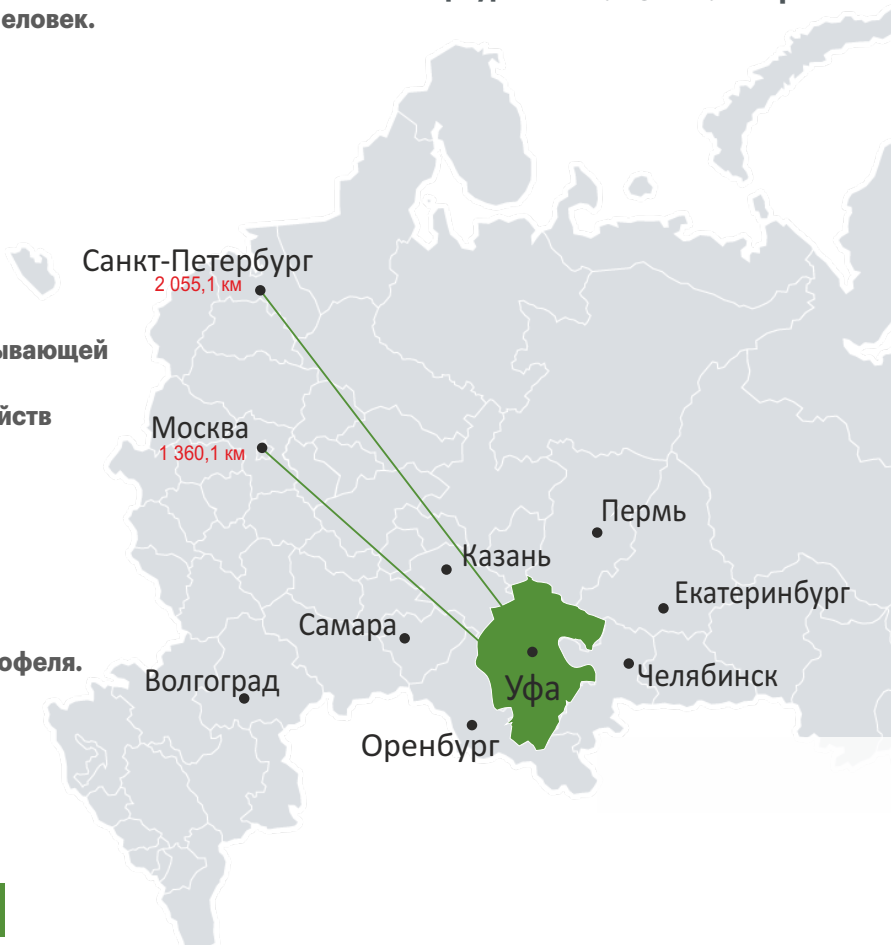 еловек.
Санкт-Петербург
2 055,1 км
ывающей
йств
Москва
1 360,1 км
Пермь
Казань
Екатеринбург
Самара
офеля.
Челябинск
Волгоград
Уфа
Оренбург